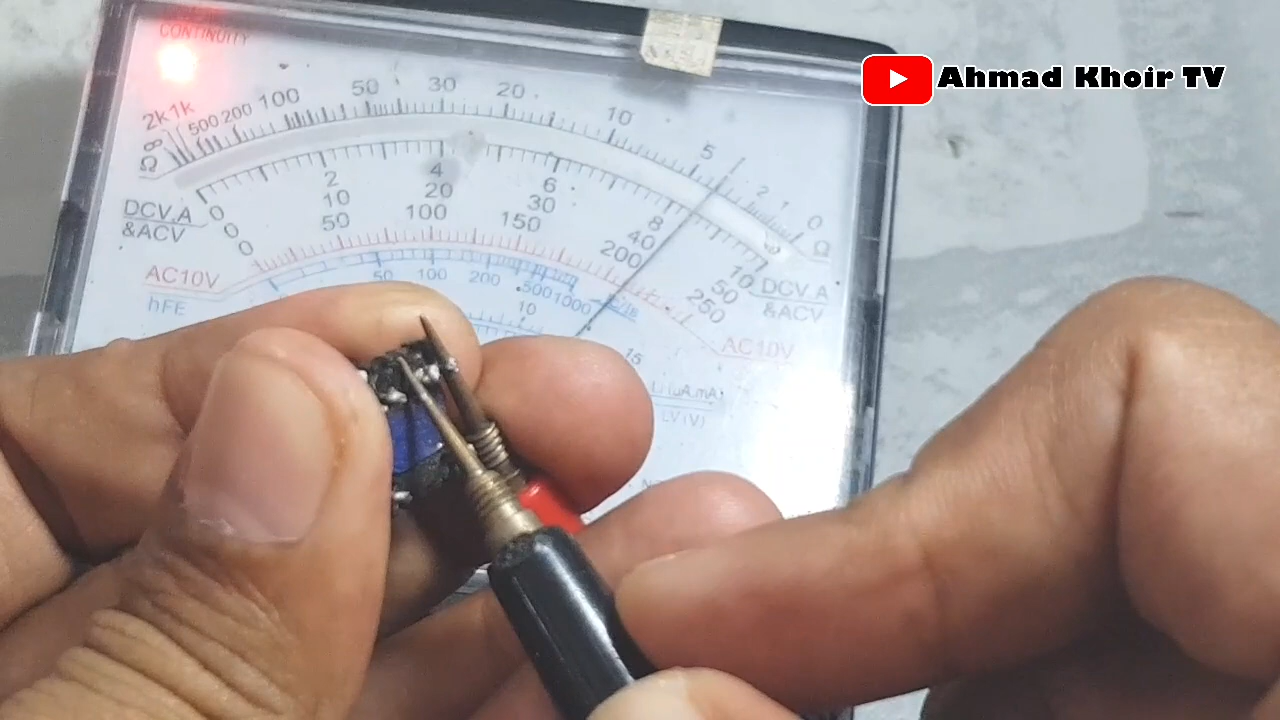 CONTINUITY
Ahmad Khoir TV
2k 1k 500 200 100 50 30 20 10 5 2 1 0
∞
Ω
Ω
0 2 4 6 8 10
0 10 20 30 40 50
0 50 100 150 200 250
DCV.A
&ACV
DCV.A
&ACV
AC10V
AC10V
hFE
50 100 200 500 1000
10
15
LV(V)